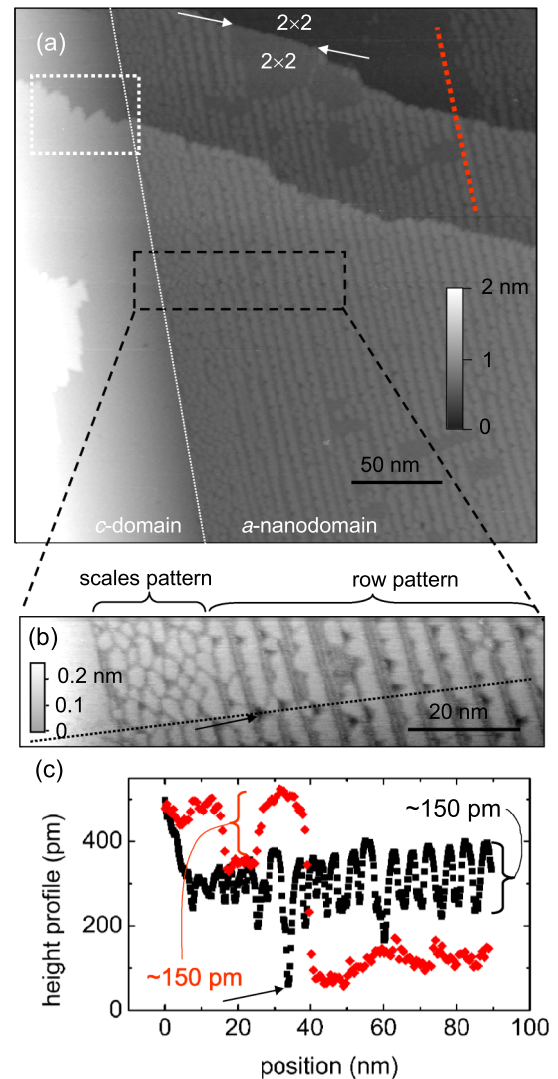 (a)
2×2
2×2
2 nm
1
0
50 nm
c-domain
a-nanodomain
scales pattern
row pattern
(b)
0.2 nm
0.1
0
20 nm
(c)
~150 pm
400
200
0
height profile (pm)
~150 pm
0 20 40 60 80 100
position (nm)